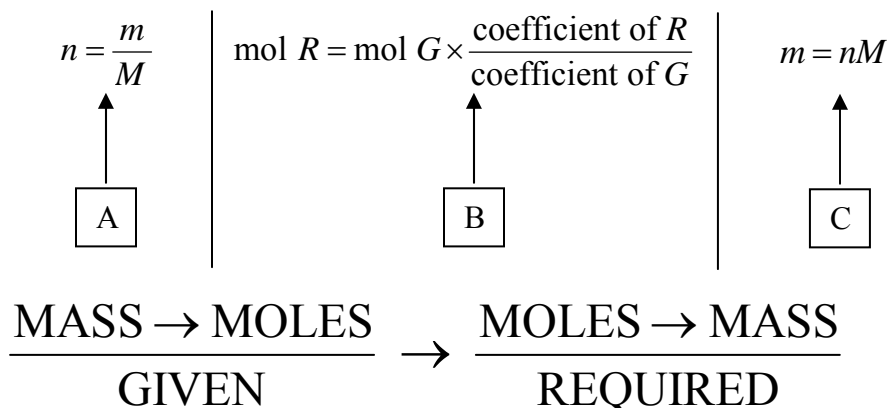 n = m/M mol R = mol G × coefficient of R/coefficient of G m = nM
A B C
MASS → MOLES → MOLES → MASS
GIVEN REQUIRED